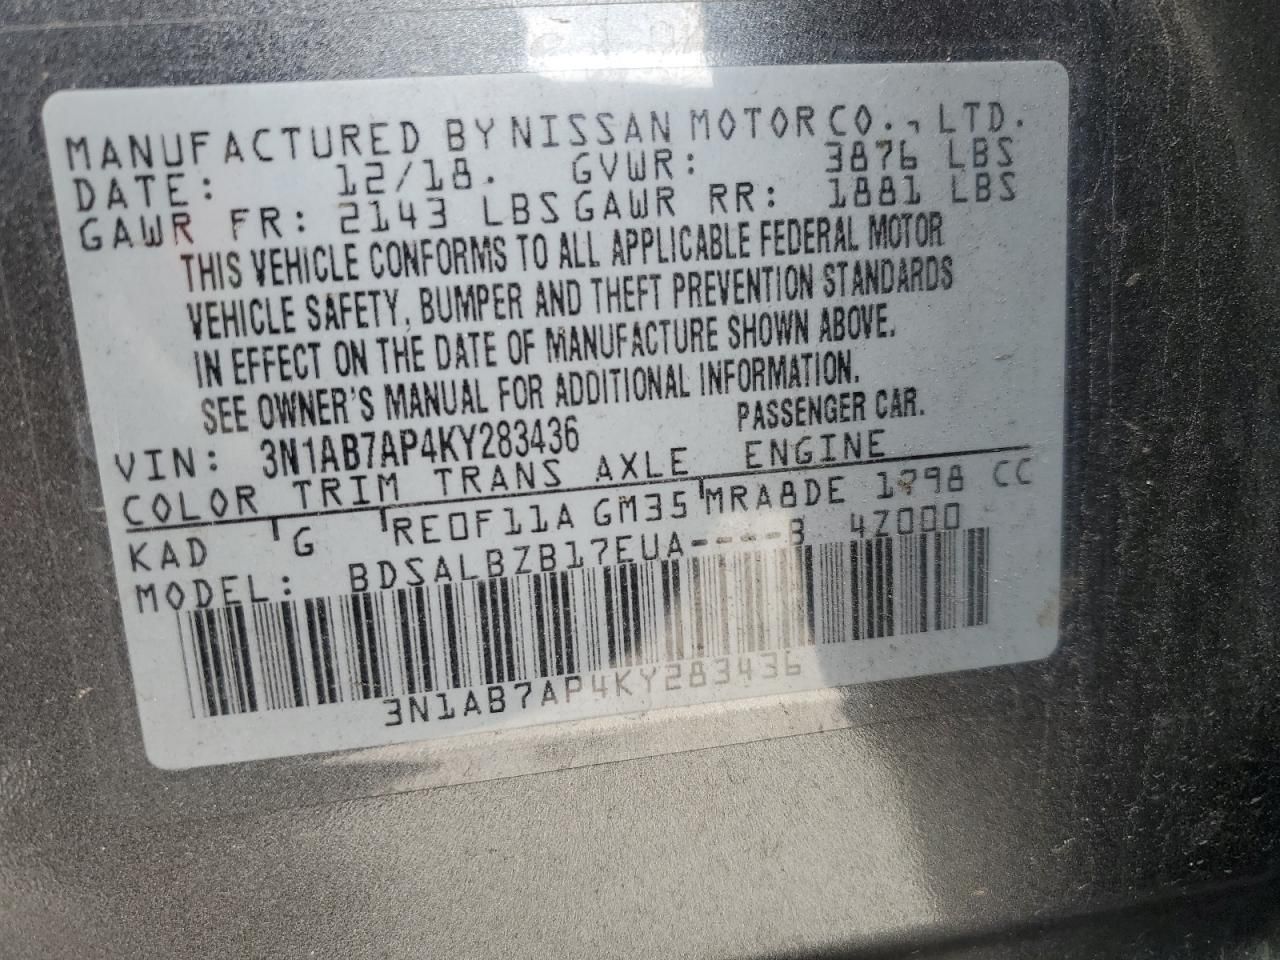 MANUFACTURED BY NISSAN MOTOR CO., LTD.
DATE: 12/18. GVWR: 3876 LBS
GAWR FR: 2143 LBS GAWR RR: 1881 LBS
THIS VEHICLE CONFORMS TO ALL APPLICABLE FEDERAL MOTOR
VEHICLE SAFETY, BUMPER AND THEFT PREVENTION STANDARDS
IN EFFECT ON THE DATE OF MANUFACTURE SHOWN ABOVE.
SEE OWNER'S MANUAL FOR ADDITIONAL INFORMATION.
VIN: 3N1AB7AP4KY283436 PASSENGER CAR.
COLOR TRIM TRANS AXLE ENGINE
KAD G RE0F11A GM35 MRA8DE 1798 CC
MODEL: BDSALBZB17EUA----B 4Z000
3N1AB7AP4KY283436